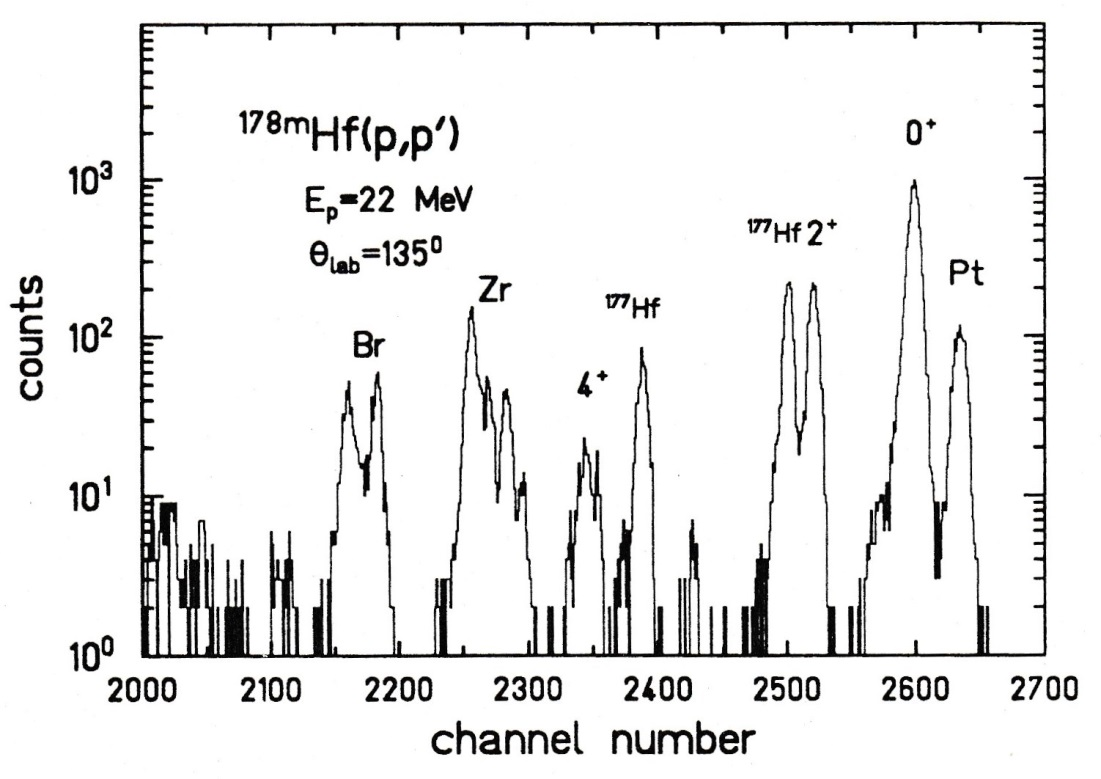 ¹⁷⁸ᵐHf(p,p′)
0⁺
10³
Eₚ=22 MeV
¹⁷⁷Hf 2⁺
θlab=135⁰
Pt
Zr
¹⁷⁷Hf
counts
10²
Br
4⁺
10¹
10⁰
2000 2100 2200 2300 2400 2500 2600 2700
channel number